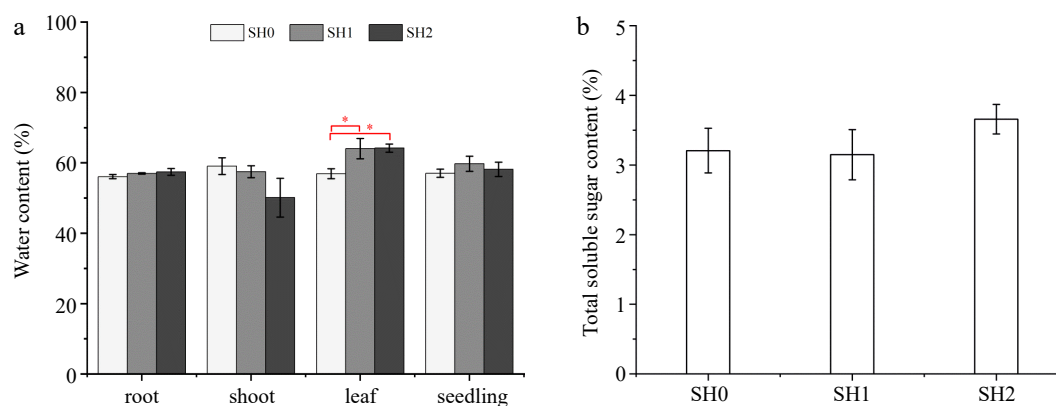 a
SH0 SH1 SH2
Water content (%)
100
80
60
40
20
0
* 
*
root shoot leaf seedling
b
Total soluble sugar content (%)
5
4
3
2
1
0
SH0 SH1 SH2